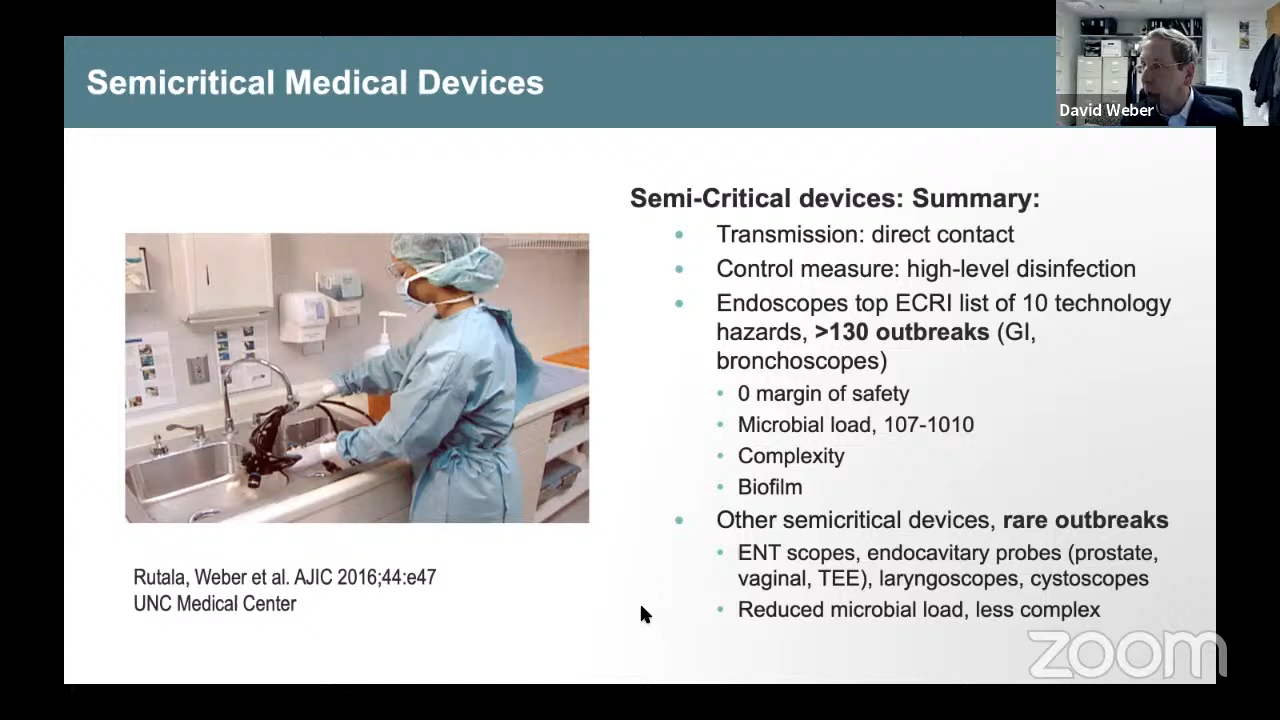 Semicritical Medical Devices
David Weber
Semi-Critical devices: Summary:
• Transmission: direct contact
• Control measure: high-level disinfection
• Endoscopes top ECRI list of 10 technology
hazards, >130 outbreaks (GI,
bronchoscopes)
• 0 margin of safety
• Microbial load, 107-1010
• Complexity
• Biofilm
• Other semicritical devices, rare outbreaks
• ENT scopes, endocavitary probes (prostate,
vaginal, TEE), laryngoscopes, cystoscopes
• Reduced microbial load, less complex
Rutala, Weber et al. AJIC 2016;44:e47
UNC Medical Center
zoom